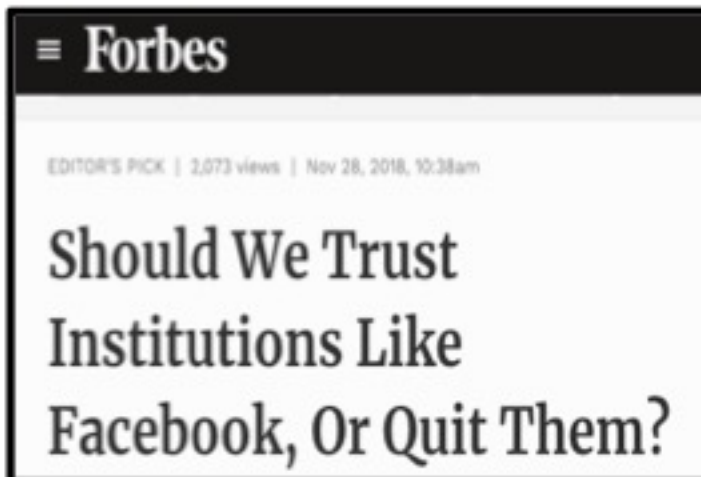 Forbes
EDITOR'S PICK | 2,073 views | Nov 28, 2018, 10:38am
Should We Trust
Institutions Like
Facebook, Or Quit Them?